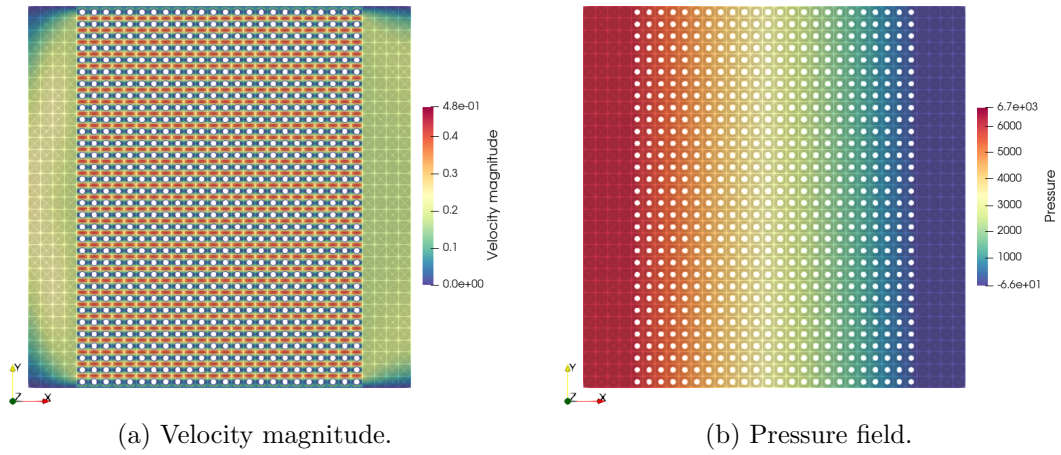 4.8e-01
0.4
0.3
0.2
0.1
0.0e+00
Velocity magnitude
Y
Z
X
(a) Velocity magnitude.
6.7e+03
6000
5000
4000
3000
2000
1000
-6.6e+01
Pressure
Y
Z
X
(b) Pressure field.